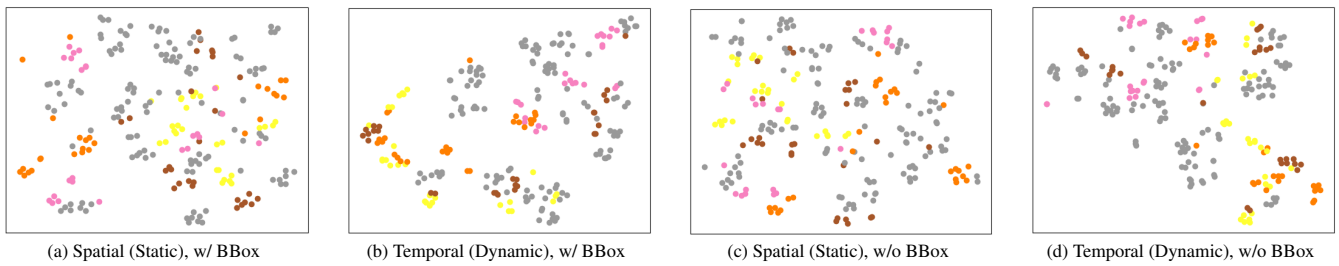 (a) Spatial (Static), w/ BBox
(b) Temporal (Dynamic), w/ BBox
(c) Spatial (Static), w/o BBox
(d) Temporal (Dynamic), w/o BBox